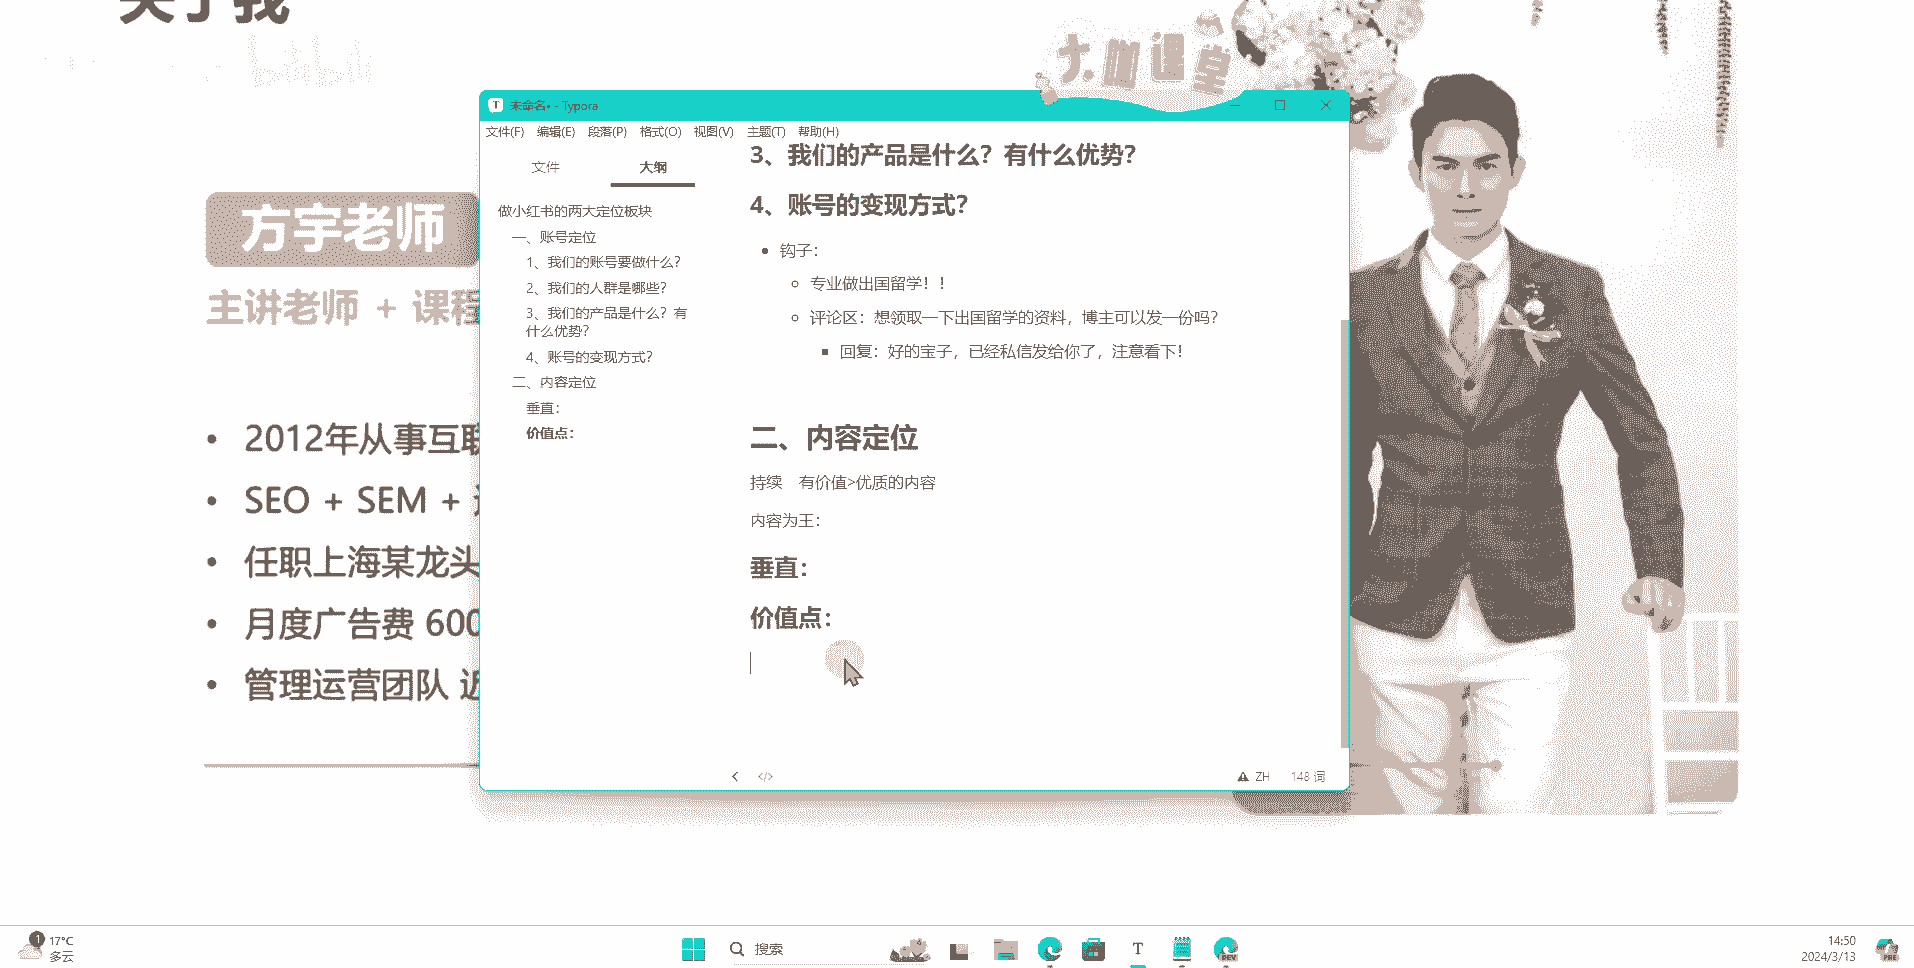 关于我
bilibili
大咖课堂
方宇老师
主讲老师 + 课程
2012年从事互联
SEO + SEM +
任职上海某龙头
月度广告费 600
管理运营团队 近
未命名• - Typora
文件(F) 编辑(E) 段落(P) 格式(O) 视图(V) 主题(T) 帮助(H)
文件 大纲
做小红书的两大定位板块
一、账号定位
1、我们的账号要做什么？
2、我们的人群是哪些？
3、我们的产品是什么？有
什么优势？
4、账号的变现方式？
二、内容定位
垂直：
价值点：
3、我们的产品是什么？有什么优势？
4、账号的变现方式？
钩子：
专业做出国留学！！
评论区：想领取一下出国留学的资料，博主可以发一份吗？
回复：好的宝子，已经私信发给你了，注意看下！
二、内容定位
持续 有价值>优质的内容
内容为王：
垂直：
价值点：
</> ZH 148 词
1
17°C
多云
搜索
T
DEV
14:50
2024/3/13
PRE